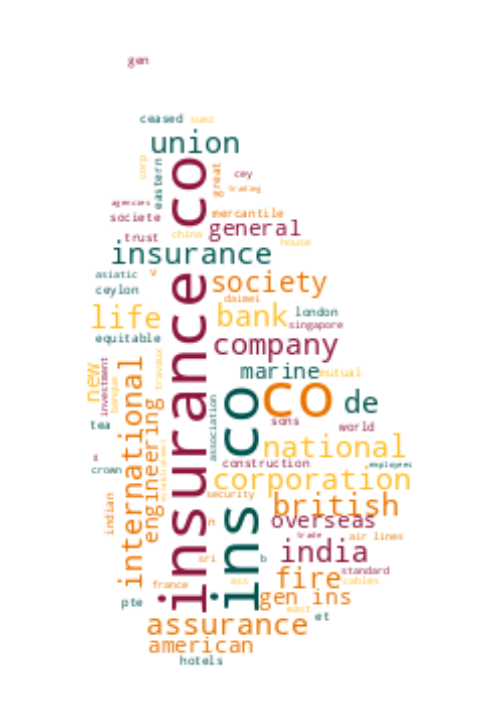 gen
ceased suez
union
corp
eastern
insurance co
great
cey
trading
agencies
societe
mercantile
general
trust
china
house
insurance
asiatic
v
society
ceylon
daimei
life
bank
london
singapore
equitable
company
marine
mutual
new
investment
banque
international
travaux
engineering
association
ins co
co
de
sons
world
tea
national
construction
employees
crown
corporation
indian
security
british
n
overseas
trade
air lines
india
sri
b
standard
france
ass
fire
cables
pte
gen ins
east
et
assurance
american
hotels